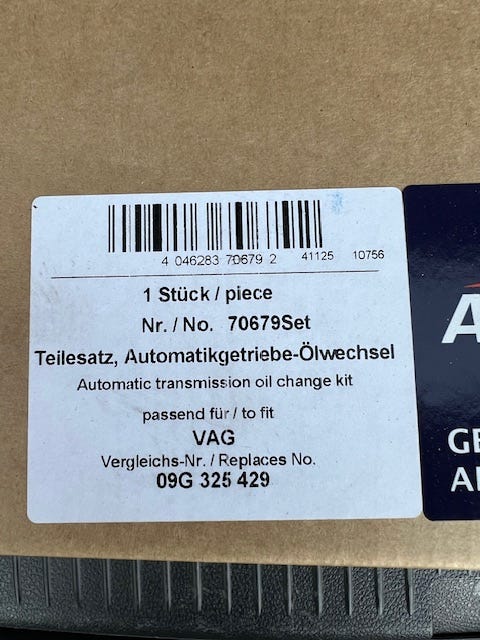 4 046283 70679 2 41125 10756
1 Stück / piece
Nr. / No. 70679Set
Teilesatz, Automatikgetriebe-Ölwechsel
Automatic transmission oil change kit
passend für / to fit
VAG
Vergleichs-Nr. / Replaces No.
09G 325 429